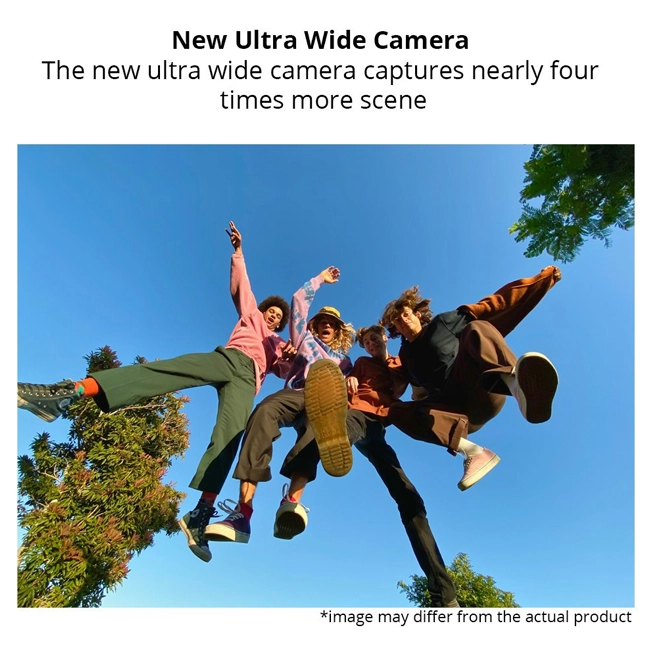 New Ultra Wide Camera
The new ultra wide camera captures nearly four
times more scene
*image may differ from the actual product